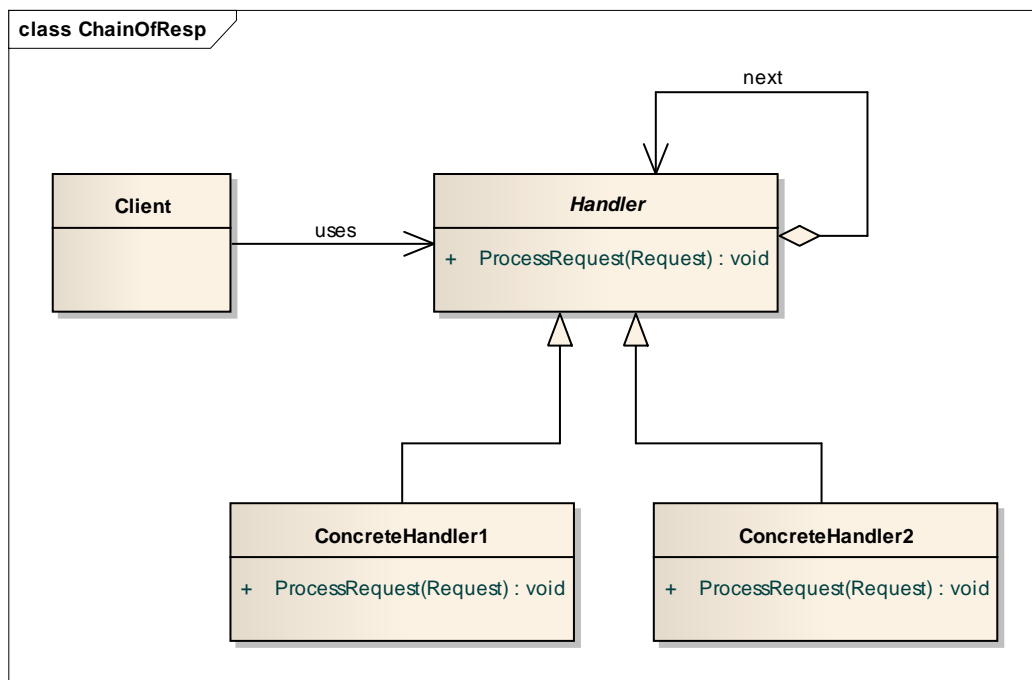 class ChainOfResp
next
Client
Handler
uses
+ ProcessRequest(Request) : void
ConcreteHandler1
+ ProcessRequest(Request) : void
ConcreteHandler2
+ ProcessRequest(Request) : void